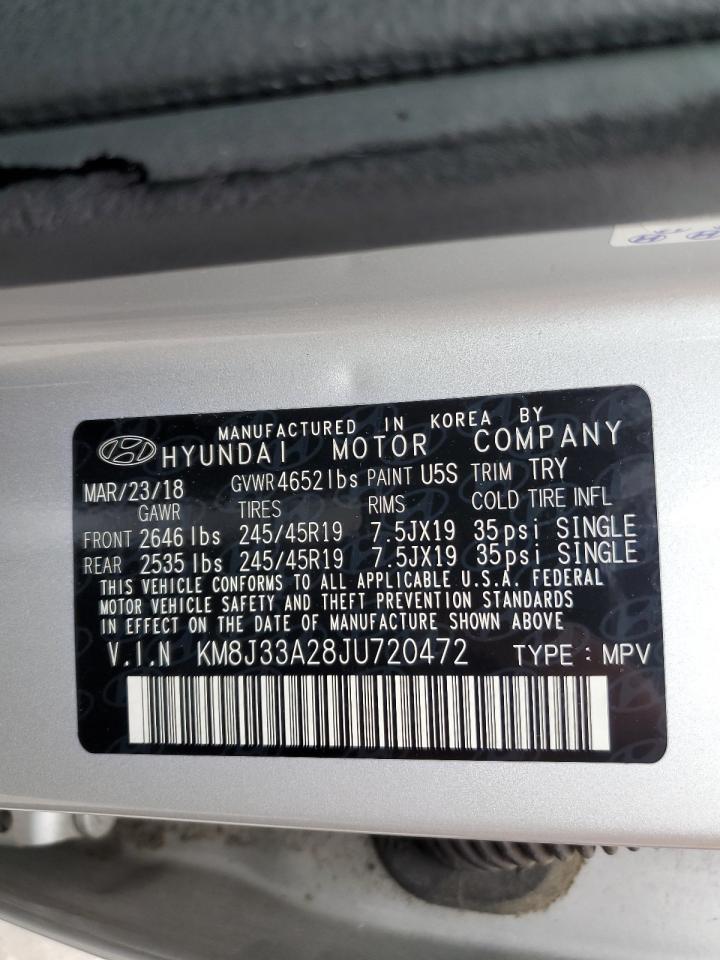 MANUFACTURED IN KOREA BY
HYUNDAI MOTOR COMPANY
MAR/23/18 GVWR 4652 lbs PAINT U5S TRIM TRY
GAWR TIRES RIMS COLD TIRE INFL
FRONT 2646 lbs 245/45R19 7.5JX19 35psi SINGLE
REAR 2535 lbs 245/45R19 7.5JX19 35psi SINGLE
THIS VEHICLE CONFORMS TO ALL APPLICABLE U.S.A. FEDERAL
MOTOR VEHICLE SAFETY AND THEFT PREVENTION STANDARDS
IN EFFECT ON THE DATE OF MANUFACTURE SHOWN ABOVE
V.I.N KM8J33A28JU720472 TYPE : MPV